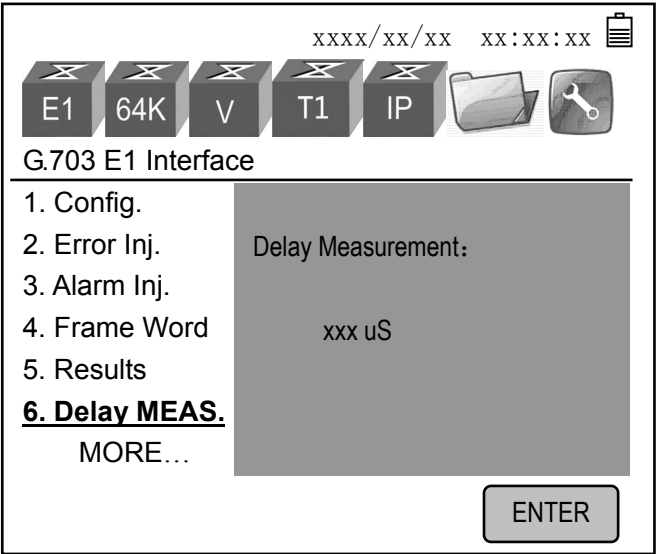 xxxx/xx/xx xx:xx:xx
E1 64K V T1 IP
G.703 E1 Interface
1. Config.
2. Error Inj.
Delay Measurement：
3. Alarm Inj.
4. Frame Word
xxx uS
5. Results
6. Delay MEAS.
MORE…
ENTER